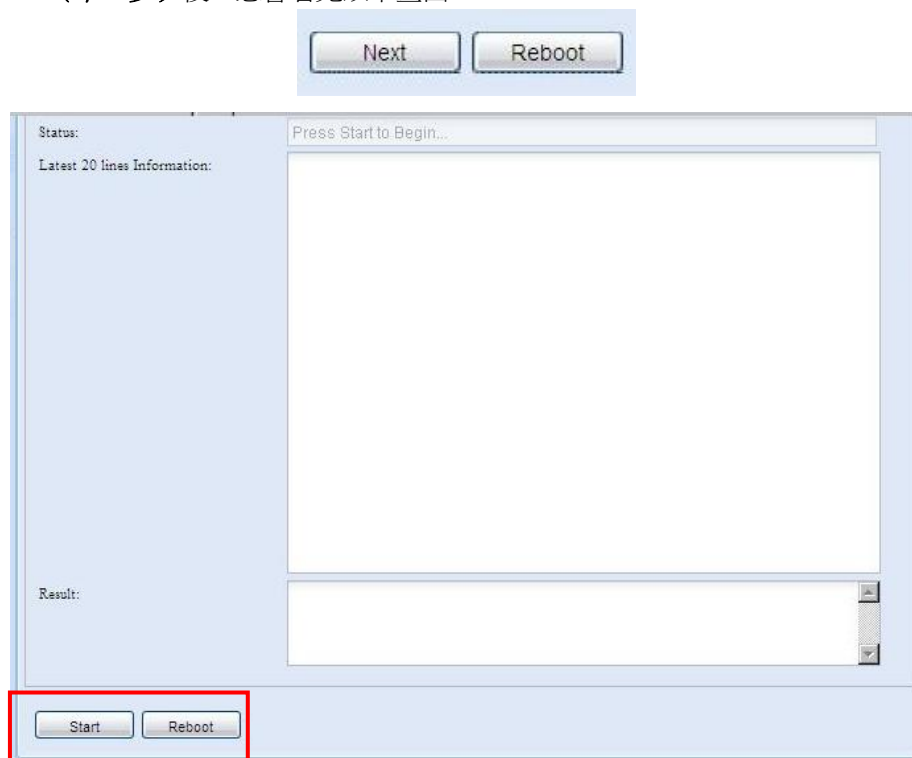 Next Reboot
Status: Press Start to Begin...
Latest 20 lines Information:
Result:
Start Reboot